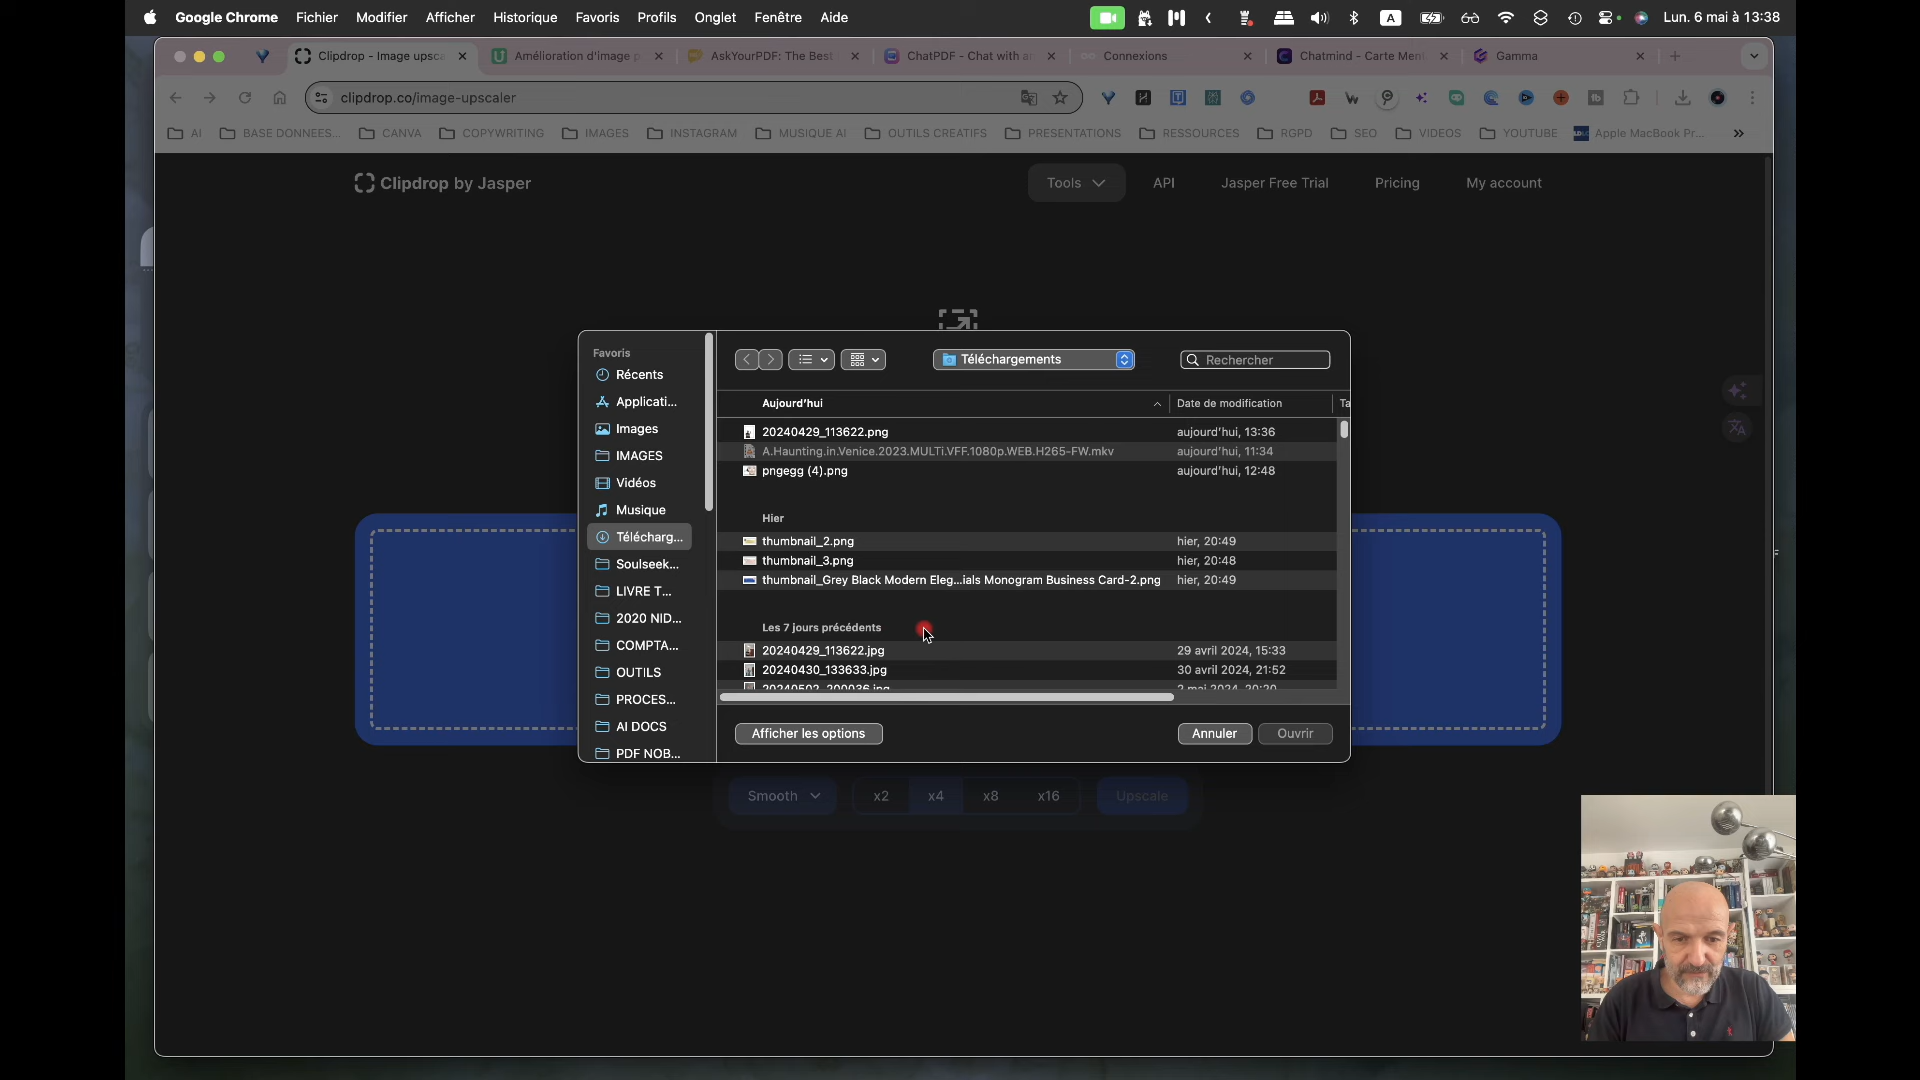 Google Chrome Fichier Modifier Afficher Historique Favoris Profils Onglet Fenêtre Aide A Lun. 6 mai à 13:38
Clipdrop - Image upsca Amélioration d'image p AskYourPDF: The Best ChatPDF - Chat with a Connexions Chatmind - Carte Men Gamma
clipdrop.co/image-upscaler
AI BASE DONNEES... CANVA COPYWRITING IMAGES INSTAGRAM MUSIQUE AI OUTILS CREATIFS PRESENTATIONS RESSOURCES RGPD SEO VIDEOS YOUTUBE Apple MacBook Pr... »
Clipdrop by Jasper Tools API Jasper Free Trial Pricing My account
Favoris
Récents
Applicati...
Images
IMAGES
Vidéos
Musique
Télécharg...
Soulseek...
LIVRE T...
2020 NID...
COMPTA...
OUTILS
PROCES...
AI DOCS
PDF NOB...
Téléchargements Rechercher
Aujourd'hui Date de modification Ta
20240429_113622.png aujourd'hui, 13:36
A.Haunting.in.Venice.2023.MULTi.VFF.1080p.WEB.H265-FW.mkv aujourd'hui, 11:34
pngegg (4).png aujourd'hui, 12:48
Hier
thumbnail_2.png hier, 20:49
thumbnail_3.png hier, 20:48
thumbnail_Grey Black Modern Eleg...ials Monogram Business Card-2.png hier, 20:49
Les 7 jours précédents
20240429_113622.jpg 29 avril 2024, 15:33
20240430_133633.jpg 30 avril 2024, 21:52
20240502_200036.jpg 2 mai 2024, 20:20
Afficher les options Annuler Ouvrir
Smooth x2 x4 x8 x16 Upscale